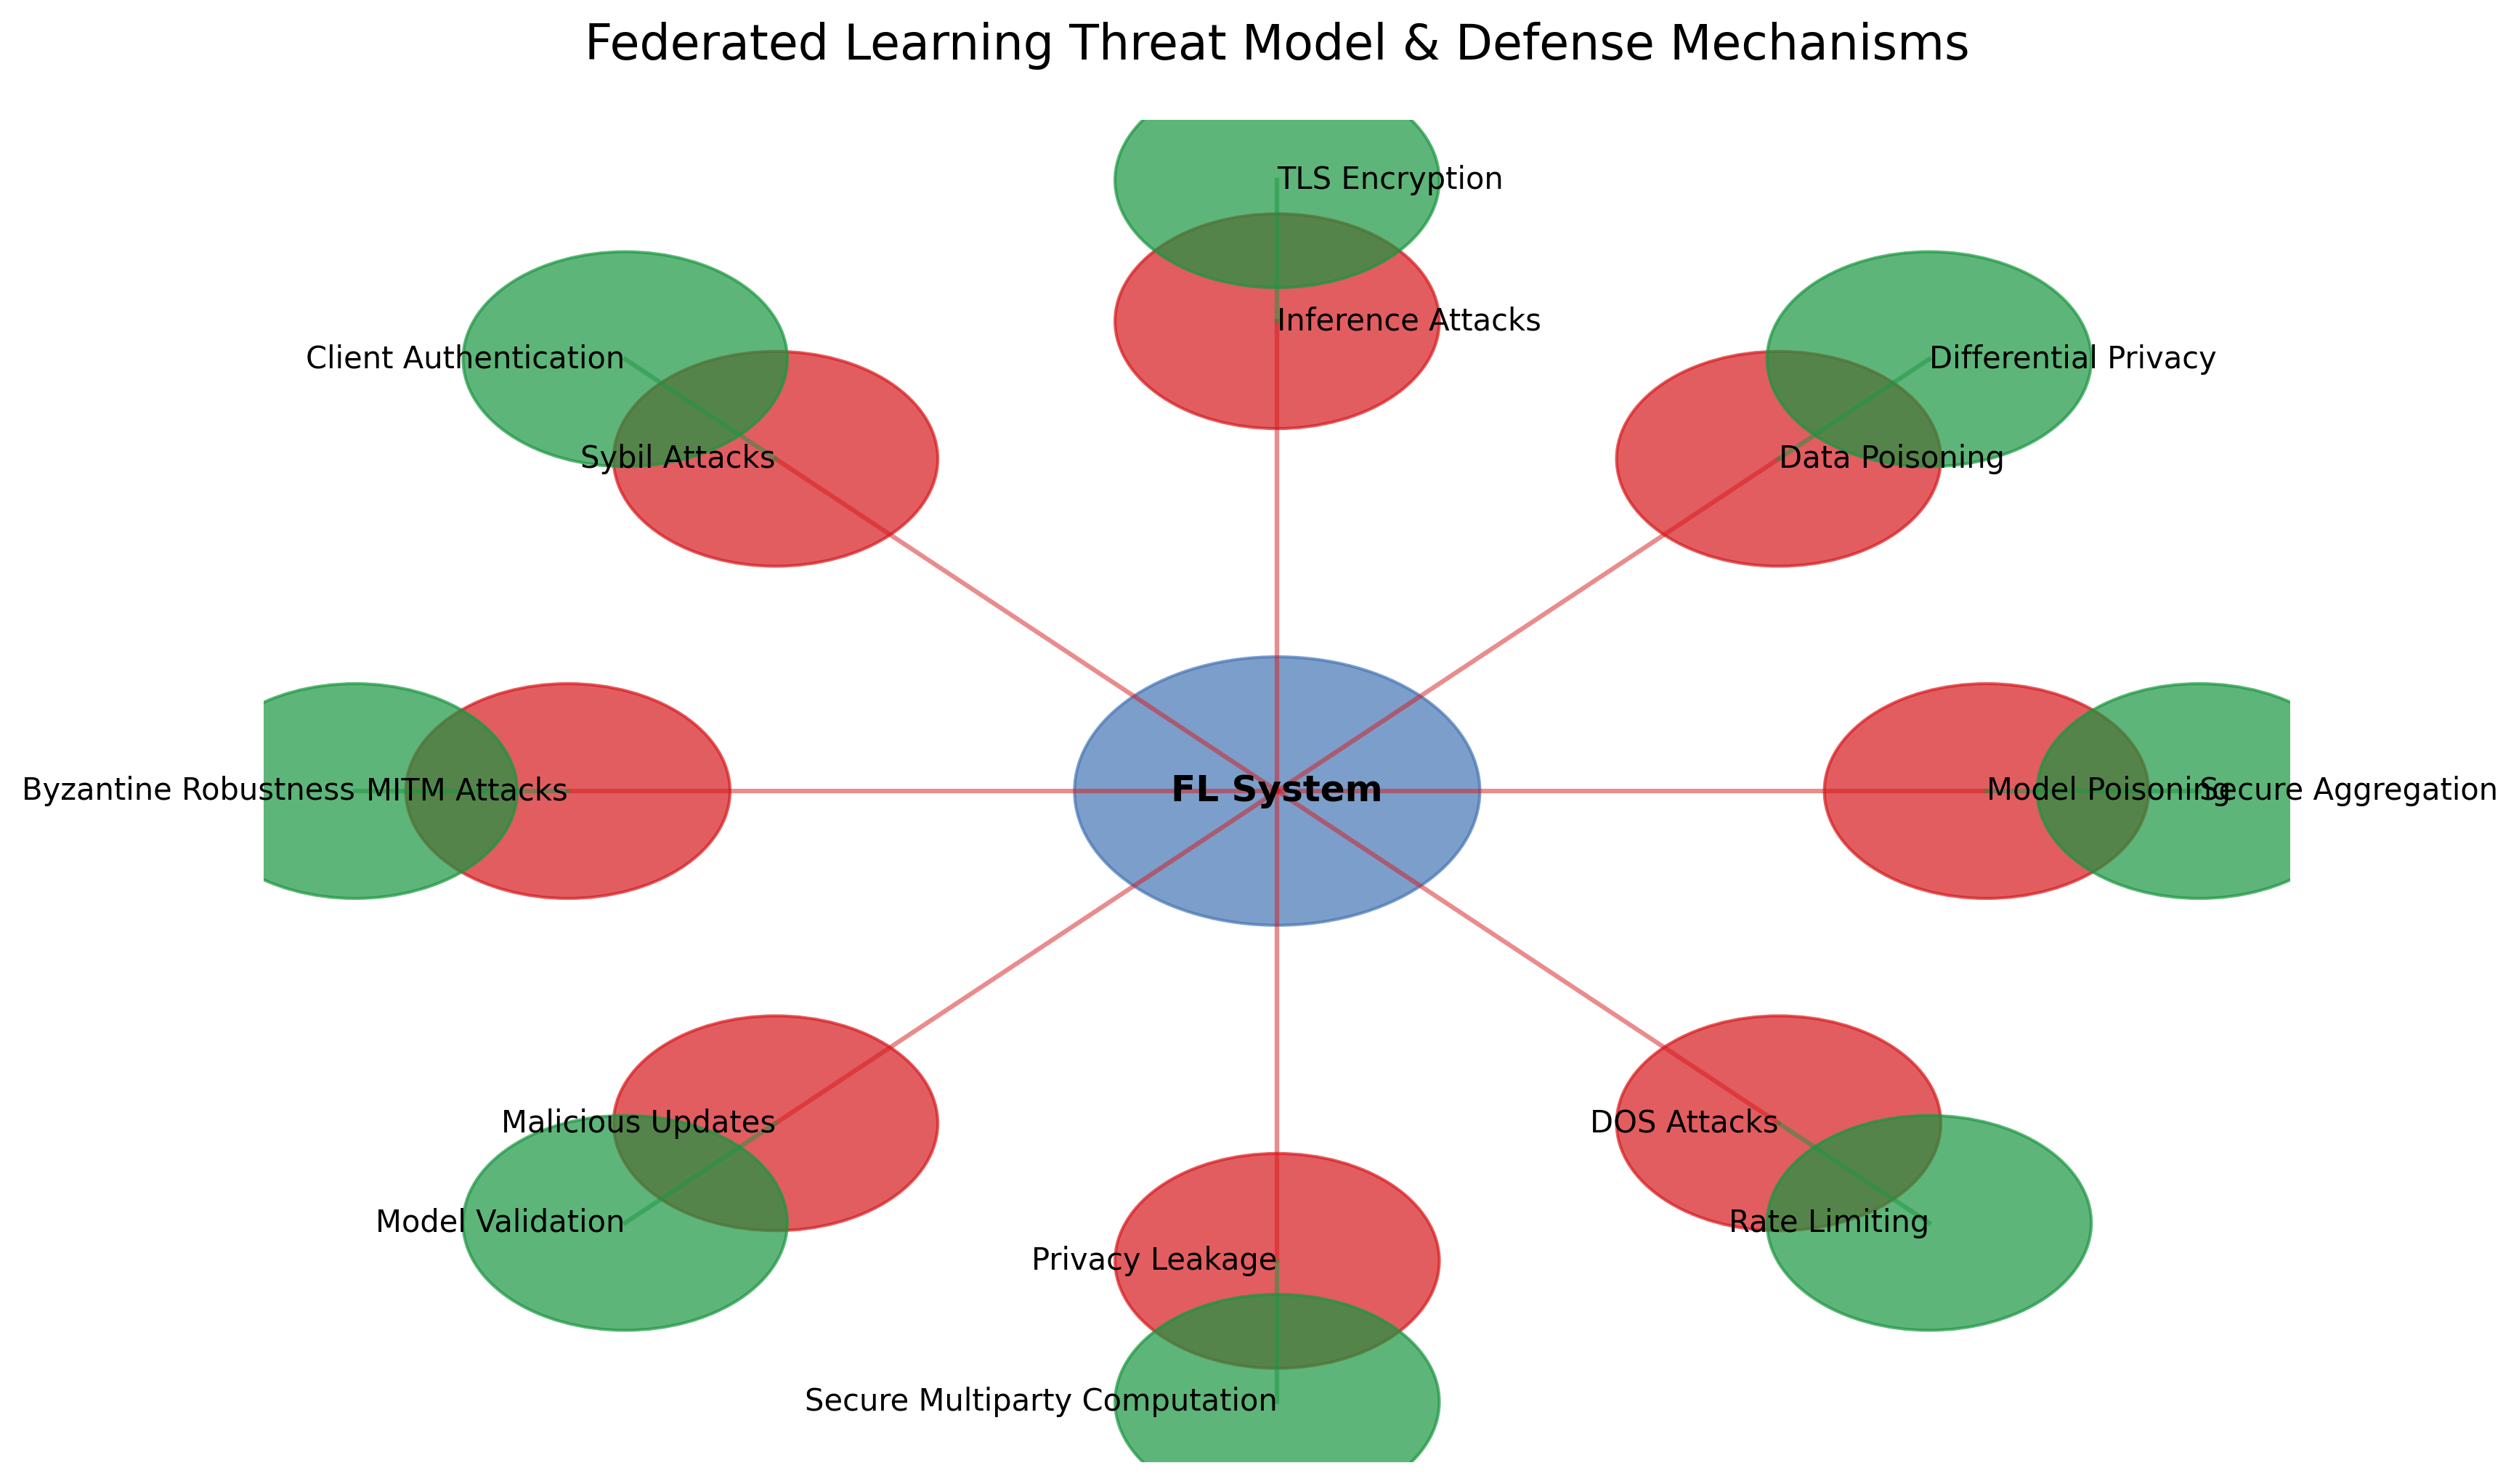 Federated Learning Threat Model & Defense Mechanisms
TLS Encryption
Inference Attacks
Client Authentication
Differential Privacy
Sybil Attacks
Data Poisoning
Byzantine Robustness
MITM Attacks
FL System
Model Poisoning
Secure Aggregation
Malicious Updates
DOS Attacks
Model Validation
Rate Limiting
Privacy Leakage
Secure Multiparty Computation